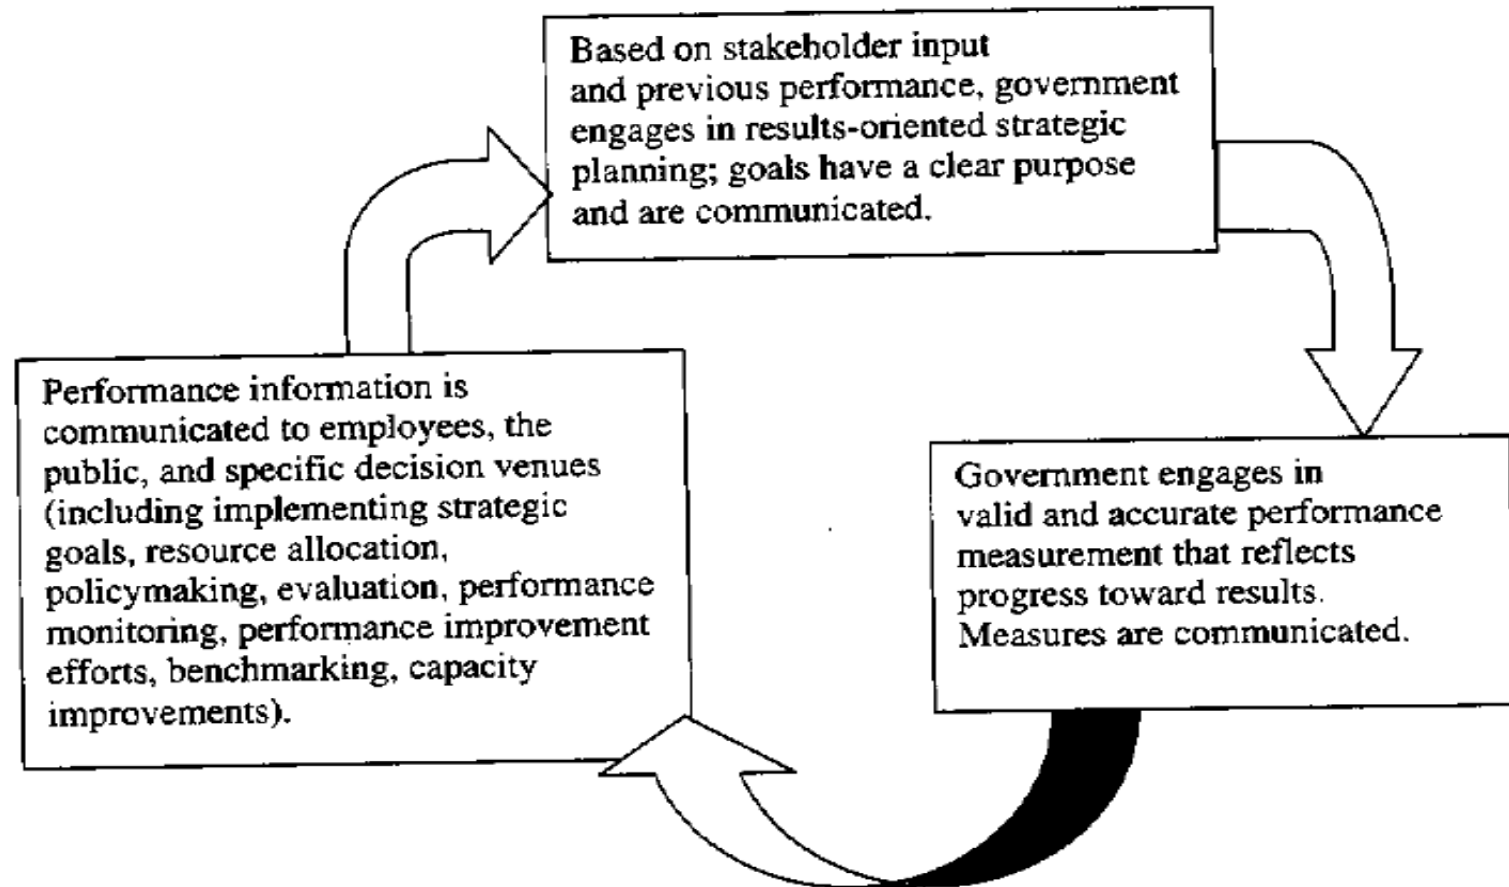 Based on stakeholder input
and previous performance, government
engages in results-oriented strategic
planning; goals have a clear purpose
and are communicated.
Performance information is
communicated to employees, the
public, and specific decision venues
(including implementing strategic
goals, resource allocation,
policymaking, evaluation, performance
monitoring, performance improvement
efforts, benchmarking, capacity
improvements).
Government engages in
valid and accurate performance
measurement that reflects
progress toward results.
Measures are communicated.